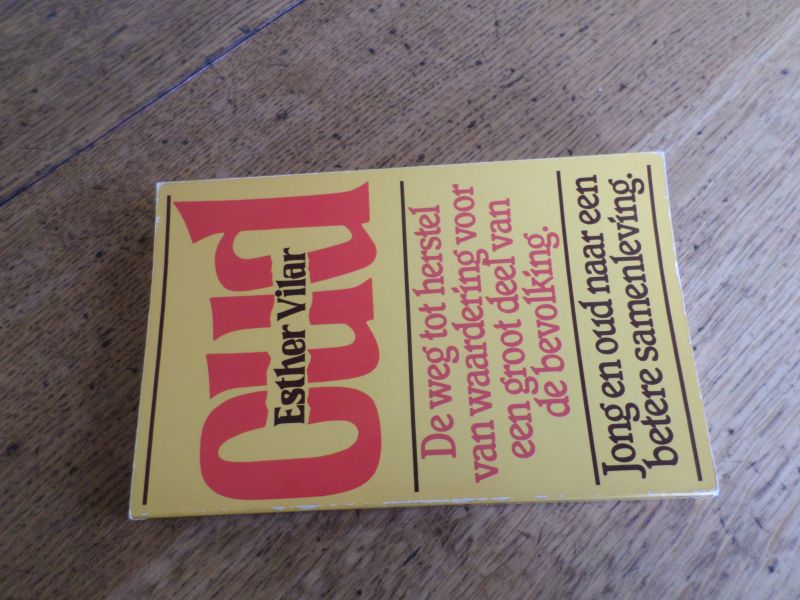 oud
Esther Vilar
De weg tot herstel
van waardering voor
een groot deel van
de bevolking.
Jong en oud naar een
betere samenleving.